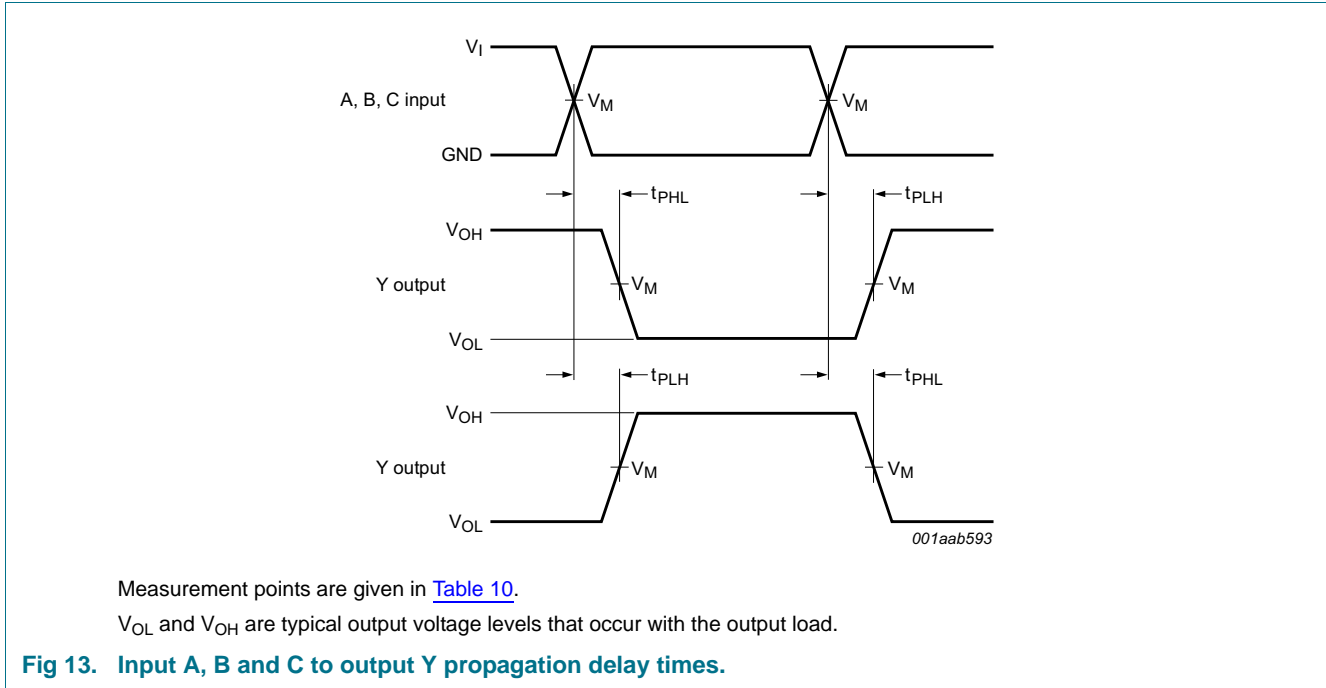 V_I
A, B, C input
V_M
V_M
GND
t_PHL
t_PLH
V_OH
Y output
V_M
V_M
V_OL
t_PLH
t_PHL
V_OH
Y output
V_M
V_M
V_OL
001aab593
Measurement points are given in Table 10.
V_OL and V_OH are typical output voltage levels that occur with the output load.
Fig 13. Input A, B and C to output Y propagation delay times.